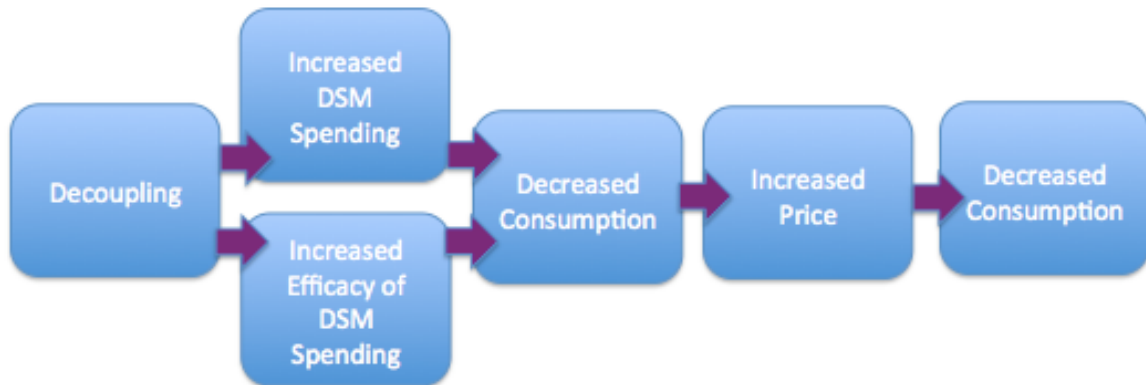 Decoupling
Increased
DSM
Spending
Increased
Efficacy of
DSM
Spending
Decreased
Consumption
Increased
Price
Decreased
Consumption